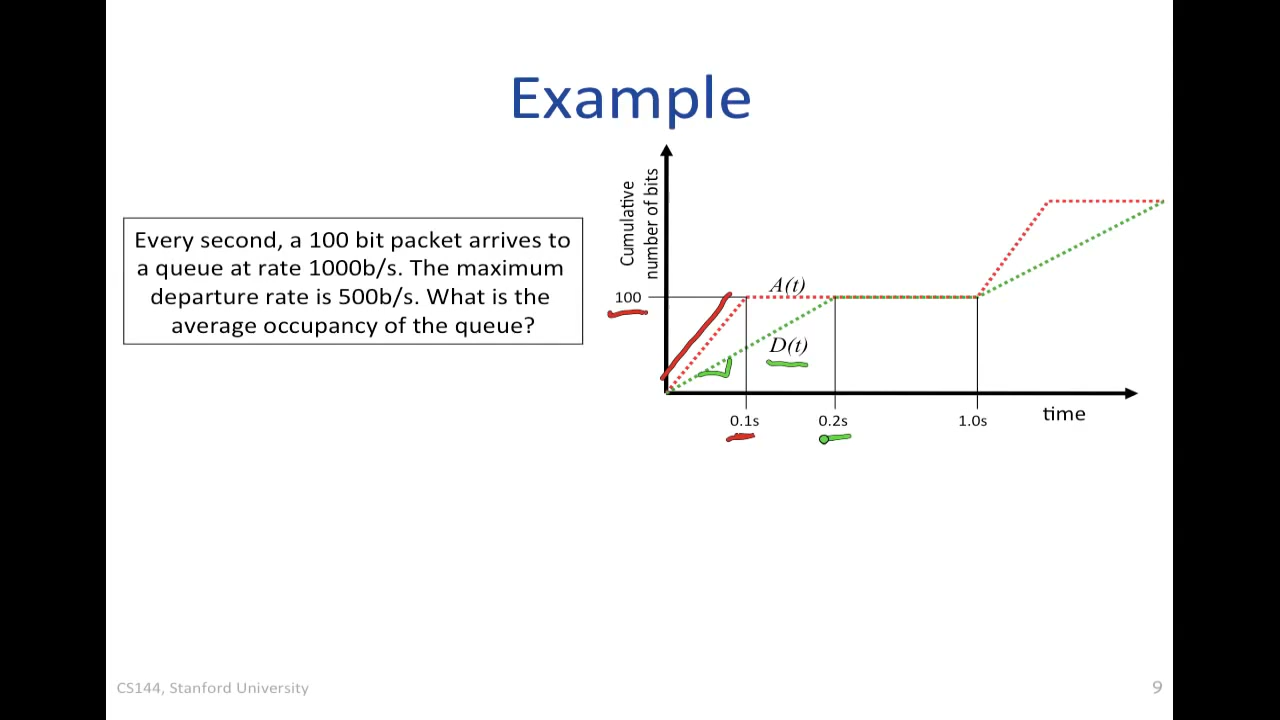 Example
Every second, a 100 bit packet arrives to
a queue at rate 1000b/s. The maximum
departure rate is 500b/s. What is the
average occupancy of the queue?
Cumulative
number of bits
100
A(t)
D(t)
0.1s
0.2s
1.0s
time
CS144, Stanford University
9